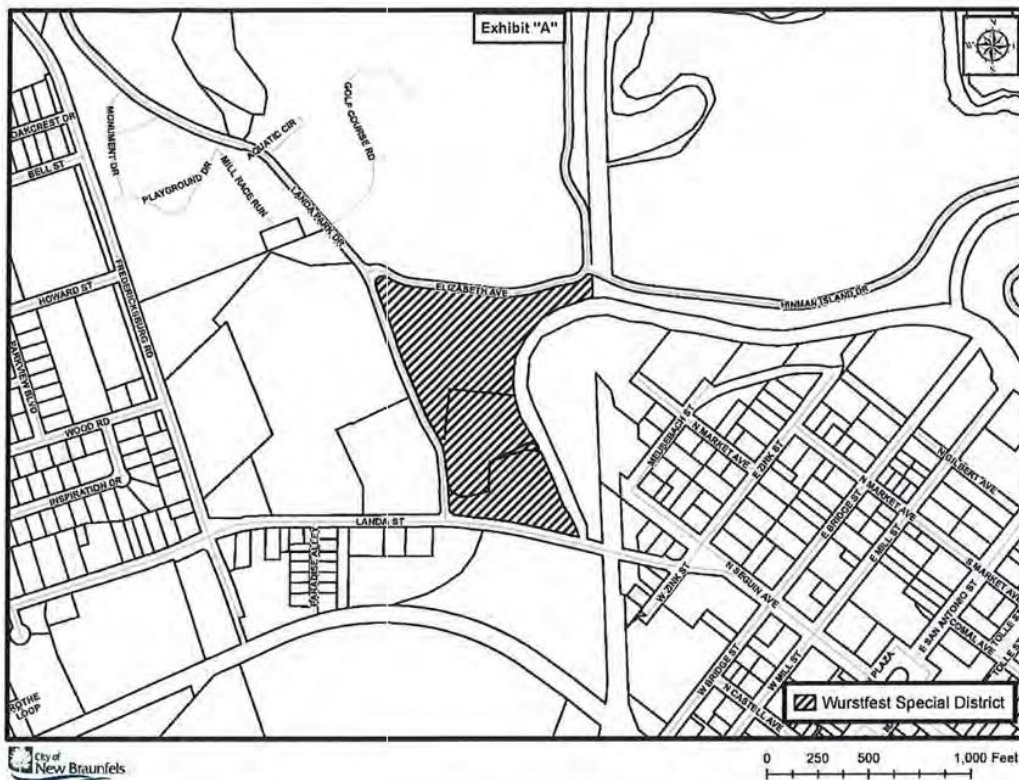 Exhibit "A"
N
W
E
S
GOLF COURSE RD
MONUMENT DR
OAKCREST DR
AQUATIC CIR
BELL ST
PLAYGROUND DR
MILL RACE RUN
LANDA PARK DR
ELIZABETH AVE
HINMAN ISLAND DR
HOWARD ST
FREDERICKSBURG RD
PARKVIEW BLVD
WOOD RD
INSPIRATION DR
MEUSEBACH ST
N MARKET AVE
E ZINK ST
N GILBERT AVE
N MARKET AVE
E BRIDGE ST
E MILL ST
LANDA ST
PARADISE ALLEY
N SEGUIN AVE
W ZINK ST
S MARKET AVE
E SAN ANTONIO ST
COMAL AVE
TOLLE ST
TOLLE ST
PLAZA
W BRIDGE ST
W MILL ST
N CASTELL AVE
ROTHE
LOOP
Wurstfest Special District
City of
New Braunfels
0 250 500 1,000 Feet